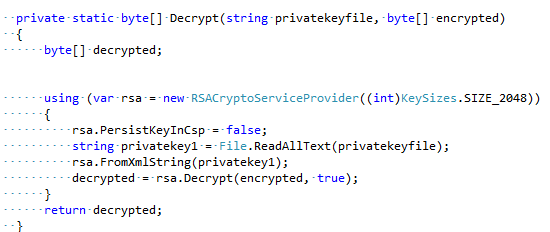 private static byte[] Decrypt(string privatekeyfile, byte[] encrypted)
{
byte[] decrypted;
using (var rsa = new RSACryptoServiceProvider((int)KeySizes.SIZE_2048))
{
rsa.PersistKeyInCsp = false;
string privatekey1 = File.ReadAllText(privatekeyfile);
rsa.FromXmlString(privatekey1);
decrypted = rsa.Decrypt(encrypted, true);
}
return decrypted;
}